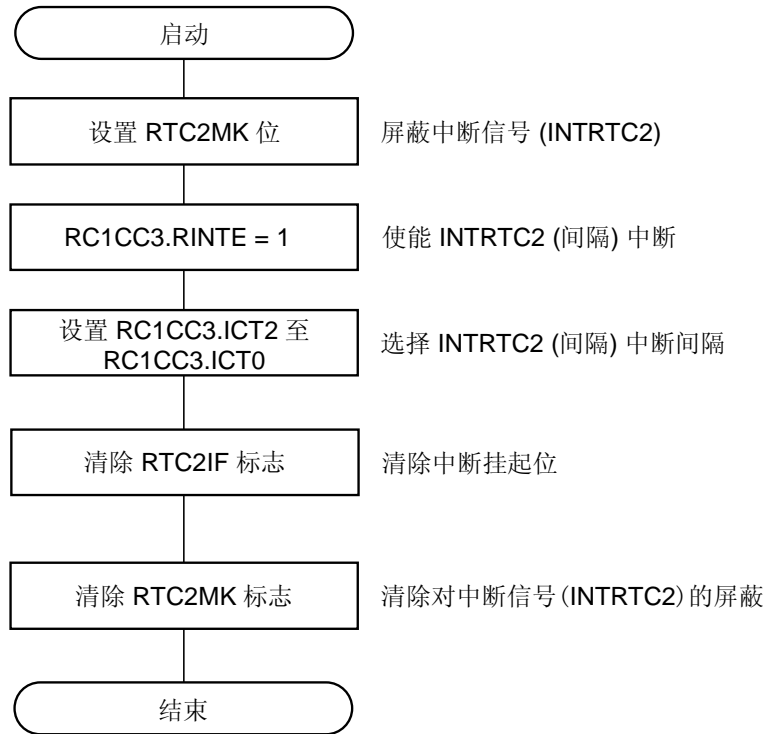 启动
设置 RTC2MK 位
屏蔽中断信号 (INTRTC2)
RC1CC3.RINTE = 1
使能 INTRTC2 (间隔) 中断
设置 RC1CC3.ICT2 至
RC1CC3.ICT0
选择 INTRTC2 (间隔) 中断间隔
清除 RTC2IF 标志
清除中断挂起位
清除 RTC2MK 标志
清除对中断信号(INTRTC2)的屏蔽
结束